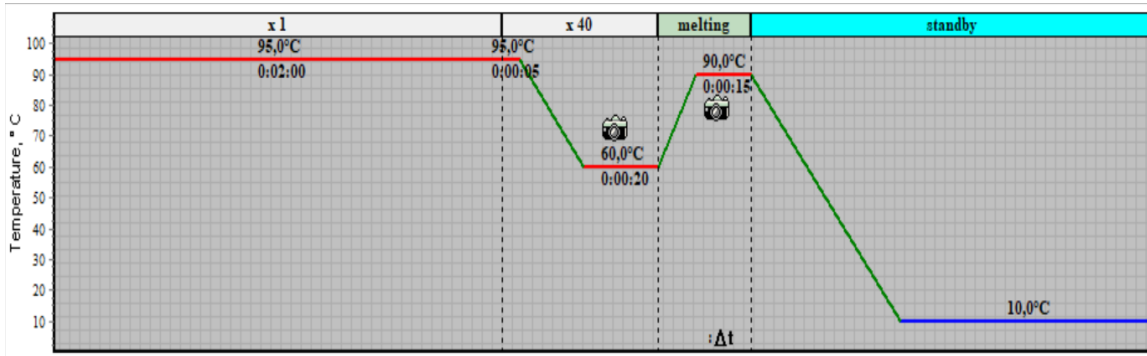 x 1
x 40
melting
standby
95,0°C
0:02:00
95,0°C
0:00:05
60,0°C
0:00:20
90,0°C
0:00:15
10,0°C
:Δt
Temperature, ° C
100
90
80
70
60
50
40
30
20
10